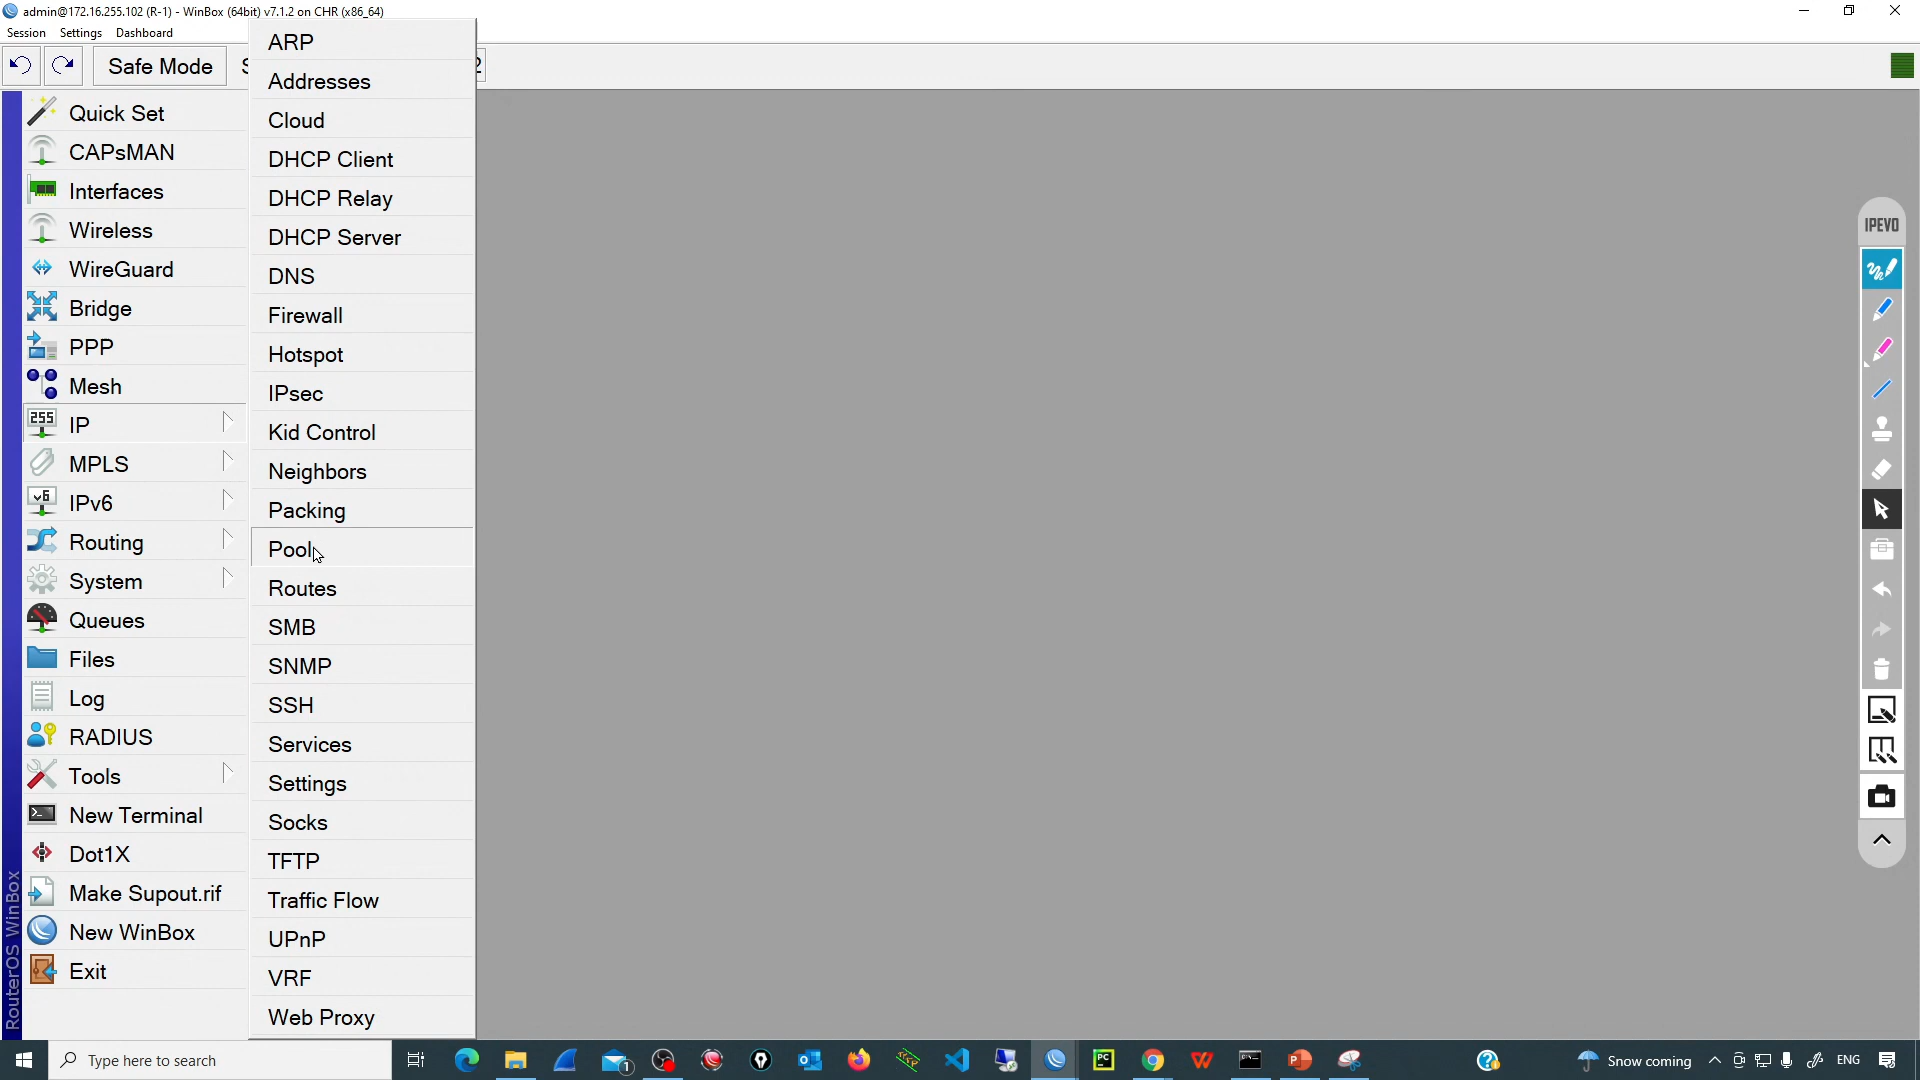 admin@172.16.255.102 (R-1) - WinBox (64bit) v7.1.2 on CHR (x86_64)
Session Settings Dashboard
Safe Mode
Quick Set
CAPsMAN
Interfaces
Wireless
WireGuard
Bridge
PPP
Mesh
255 IP
MPLS
v6 IPv6
Routing
System
Queues
Files
Log
RADIUS
Tools
New Terminal
Dot1X
Make Supout.rif
New WinBox
Exit
RouterOS WinBox
ARP
Addresses
Cloud
DHCP Client
DHCP Relay
DHCP Server
DNS
Firewall
Hotspot
IPsec
Kid Control
Neighbors
Packing
Pool
Routes
SMB
SNMP
SSH
Services
Settings
Socks
TFTP
Traffic Flow
UPnP
VRF
Web Proxy
IPEVO
Type here to search
1
PC
Snow coming
ENG